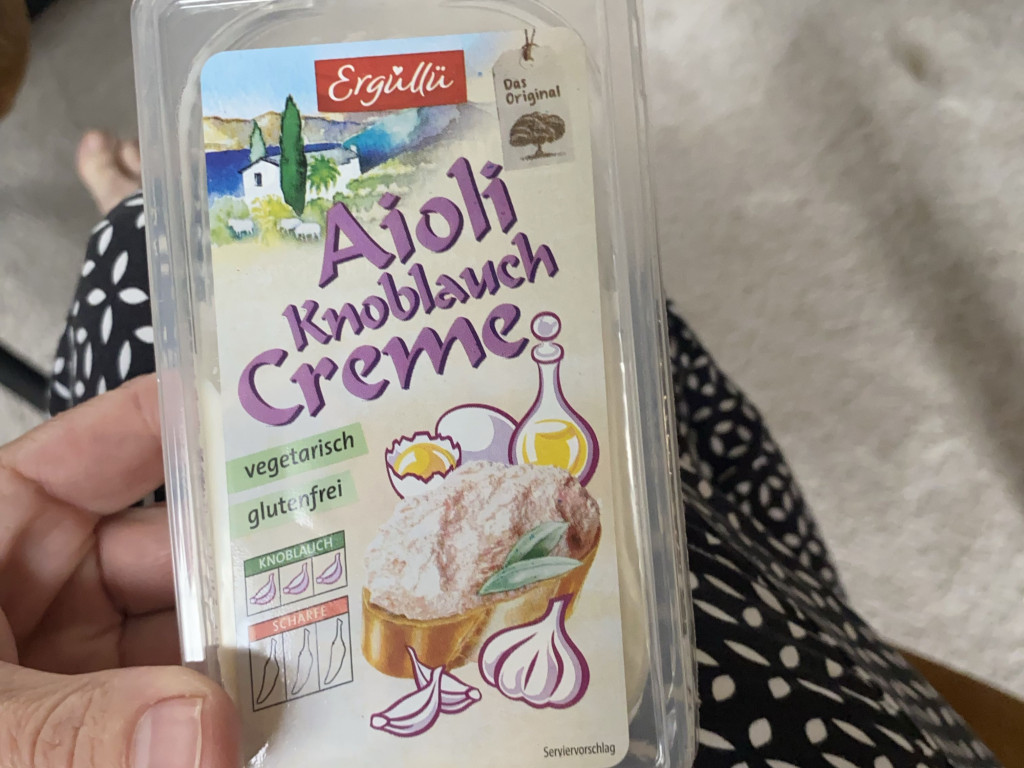 Ergüllü
Das
Original
Aioli
Knoblauch
Creme
vegetarisch
glutenfrei
KNOBLAUCH
SCHÄRFE
Serviervorschlag